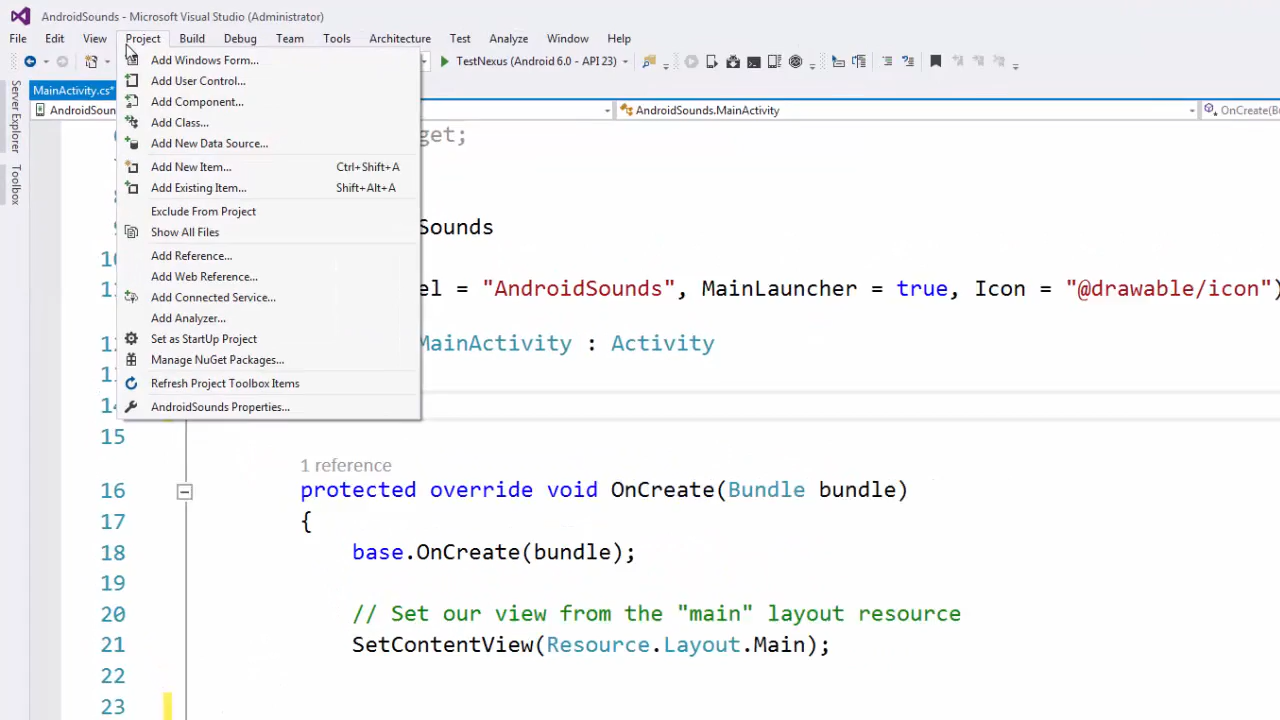 AndroidSounds - Microsoft Visual Studio (Administrator)
File Edit View Project Build Debug Team Tools Architecture Test Analyze Window Help
TestNexus (Android 6.0 - API 23)
MainActivity.cs*
AndroidSoun
AndroidSounds.MainActivity
OnCreate(B
Server Explorer
Toolbox
Add Windows Form...
Add User Control...
Add Component...
Add Class...
Add New Data Source...
Add New Item... Ctrl+Shift+A
Add Existing Item... Shift+Alt+A
Exclude From Project
Show All Files
Add Reference...
Add Web Reference...
Add Connected Service...
Add Analyzer...
Set as StartUp Project
Manage NuGet Packages...
Refresh Project Toolbox Items
AndroidSounds Properties...
get;
Sounds
el = "AndroidSounds", MainLauncher = true, Icon = "@drawable/icon")
MainActivity : Activity
15
1 reference
16 protected override void OnCreate(Bundle bundle)
17 {
18 base.OnCreate(bundle);
19
20 // Set our view from the "main" layout resource
21 SetContentView(Resource.Layout.Main);
22
23